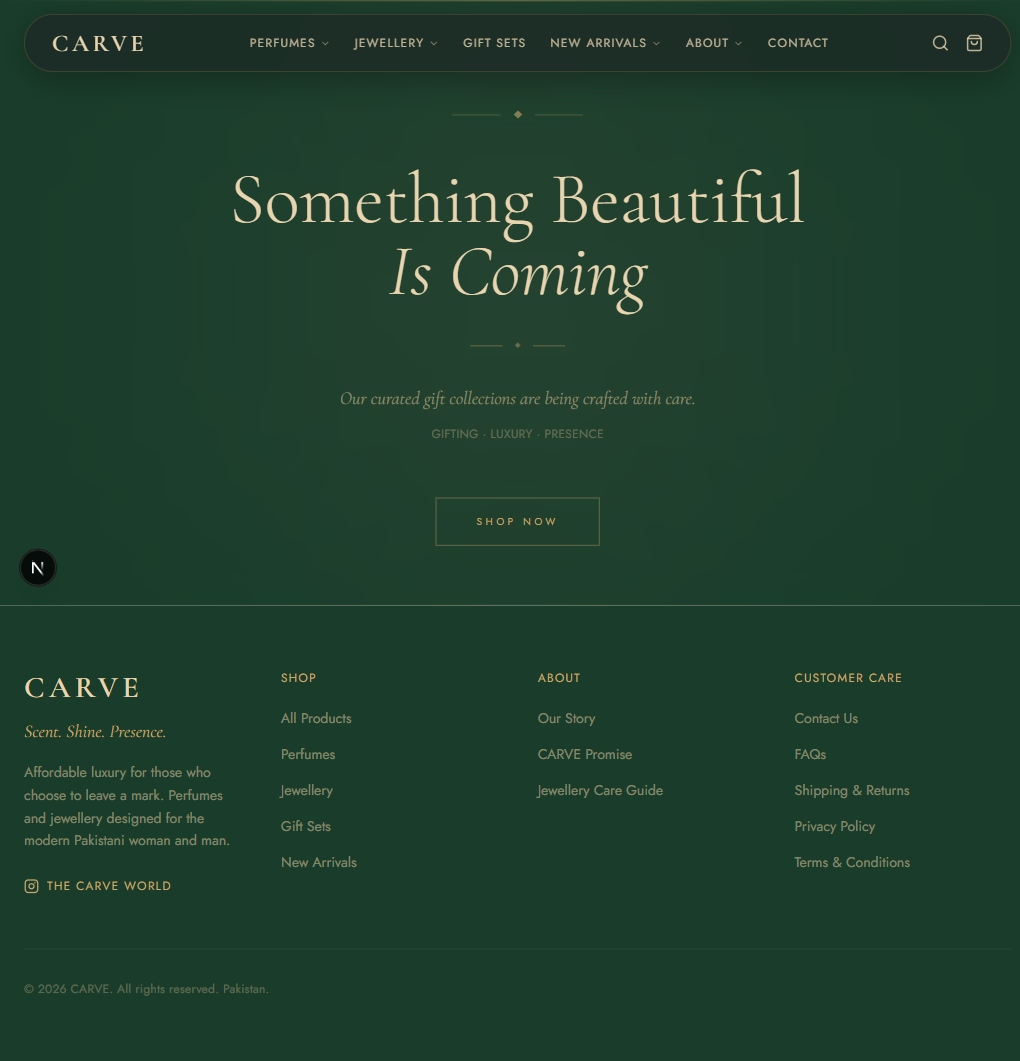 CARVE
PERFUMES JEWELLERY GIFT SETS NEW ARRIVALS ABOUT CONTACT
Something Beautiful
Is Coming
Our curated gift collections are being crafted with care.
GIFTING · LUXURY · PRESENCE
SHOP NOW
N
CARVE
Scent. Shine. Presence.
Affordable luxury for those who
choose to leave a mark. Perfumes
and jewellery designed for the
modern Pakistani woman and man.
THE CARVE WORLD
SHOP
All Products
Perfumes
Jewellery
Gift Sets
New Arrivals
ABOUT
Our Story
CARVE Promise
Jewellery Care Guide
CUSTOMER CARE
Contact Us
FAQs
Shipping & Returns
Privacy Policy
Terms & Conditions
© 2026 CARVE. All rights reserved. Pakistan.